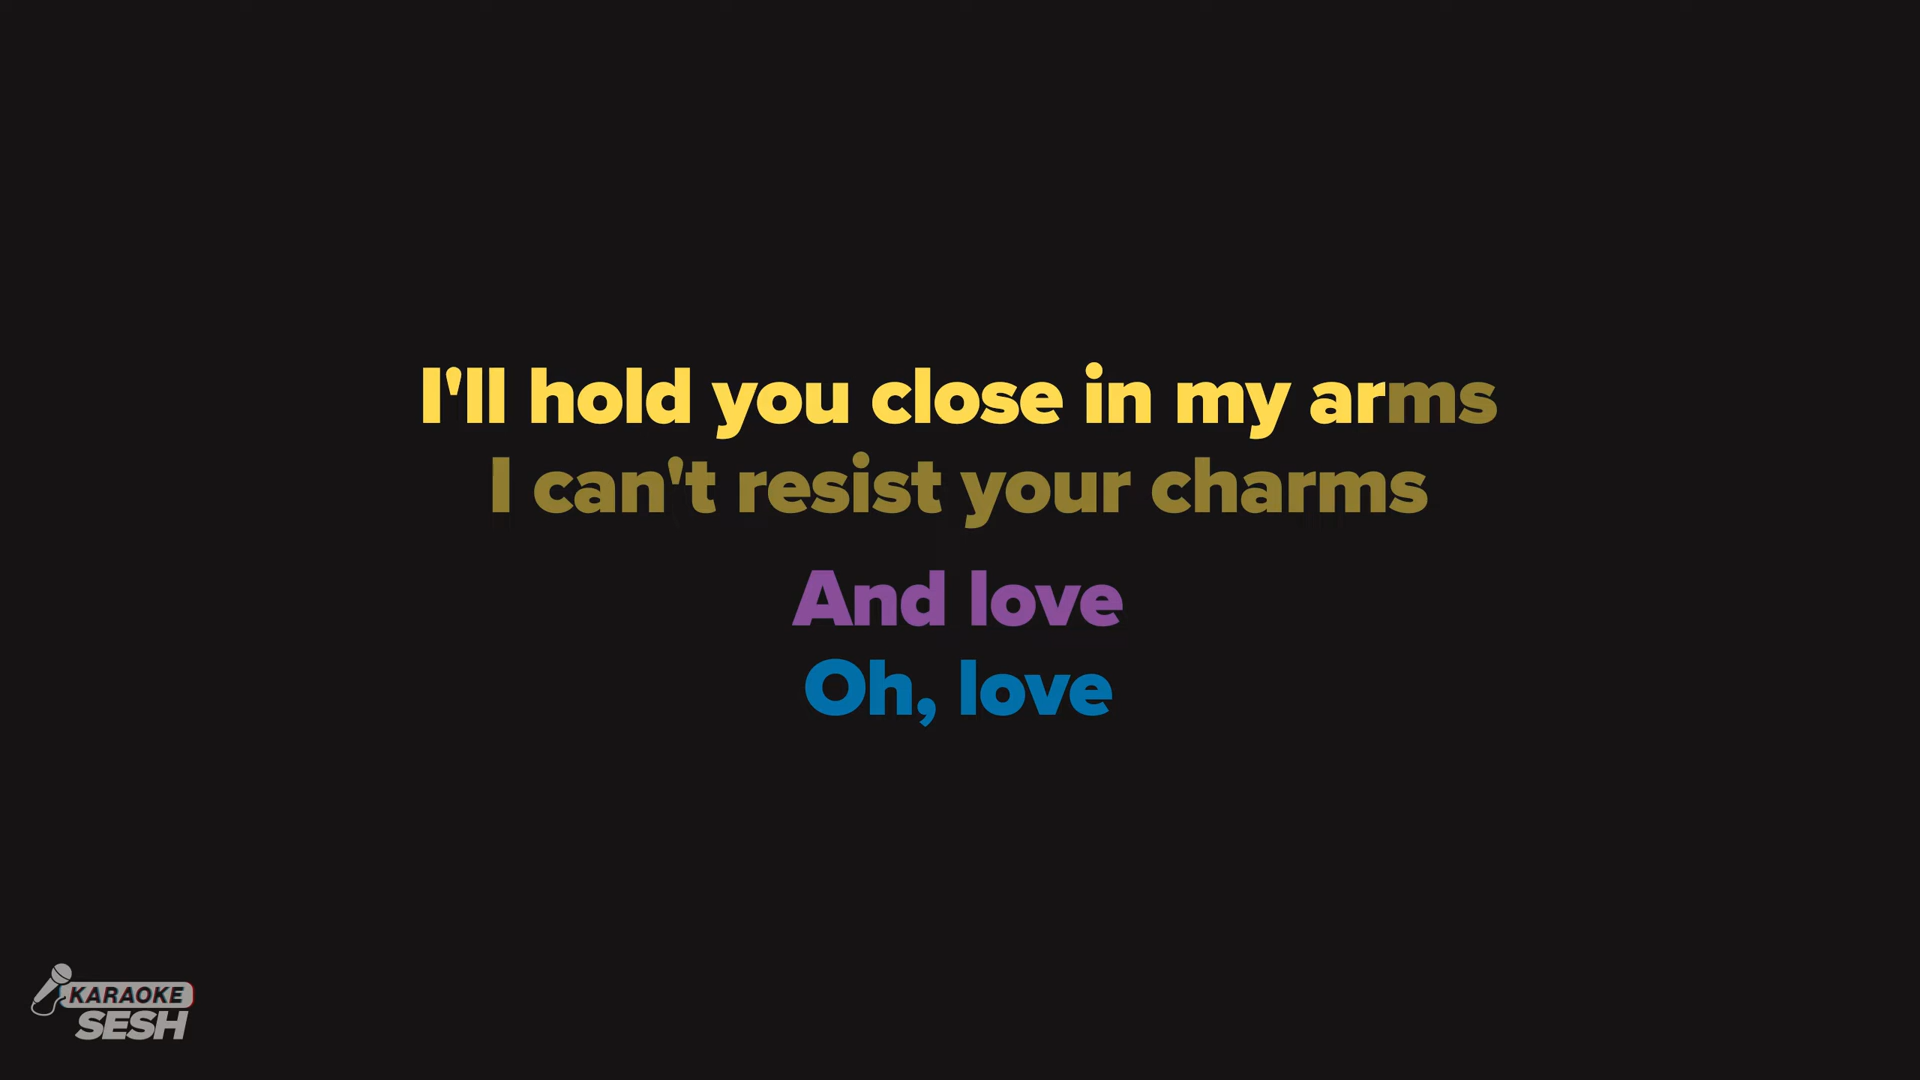 I'll hold you close in my arms
I can't resist your charms
And love
Oh, love
KARAOKE
SESH